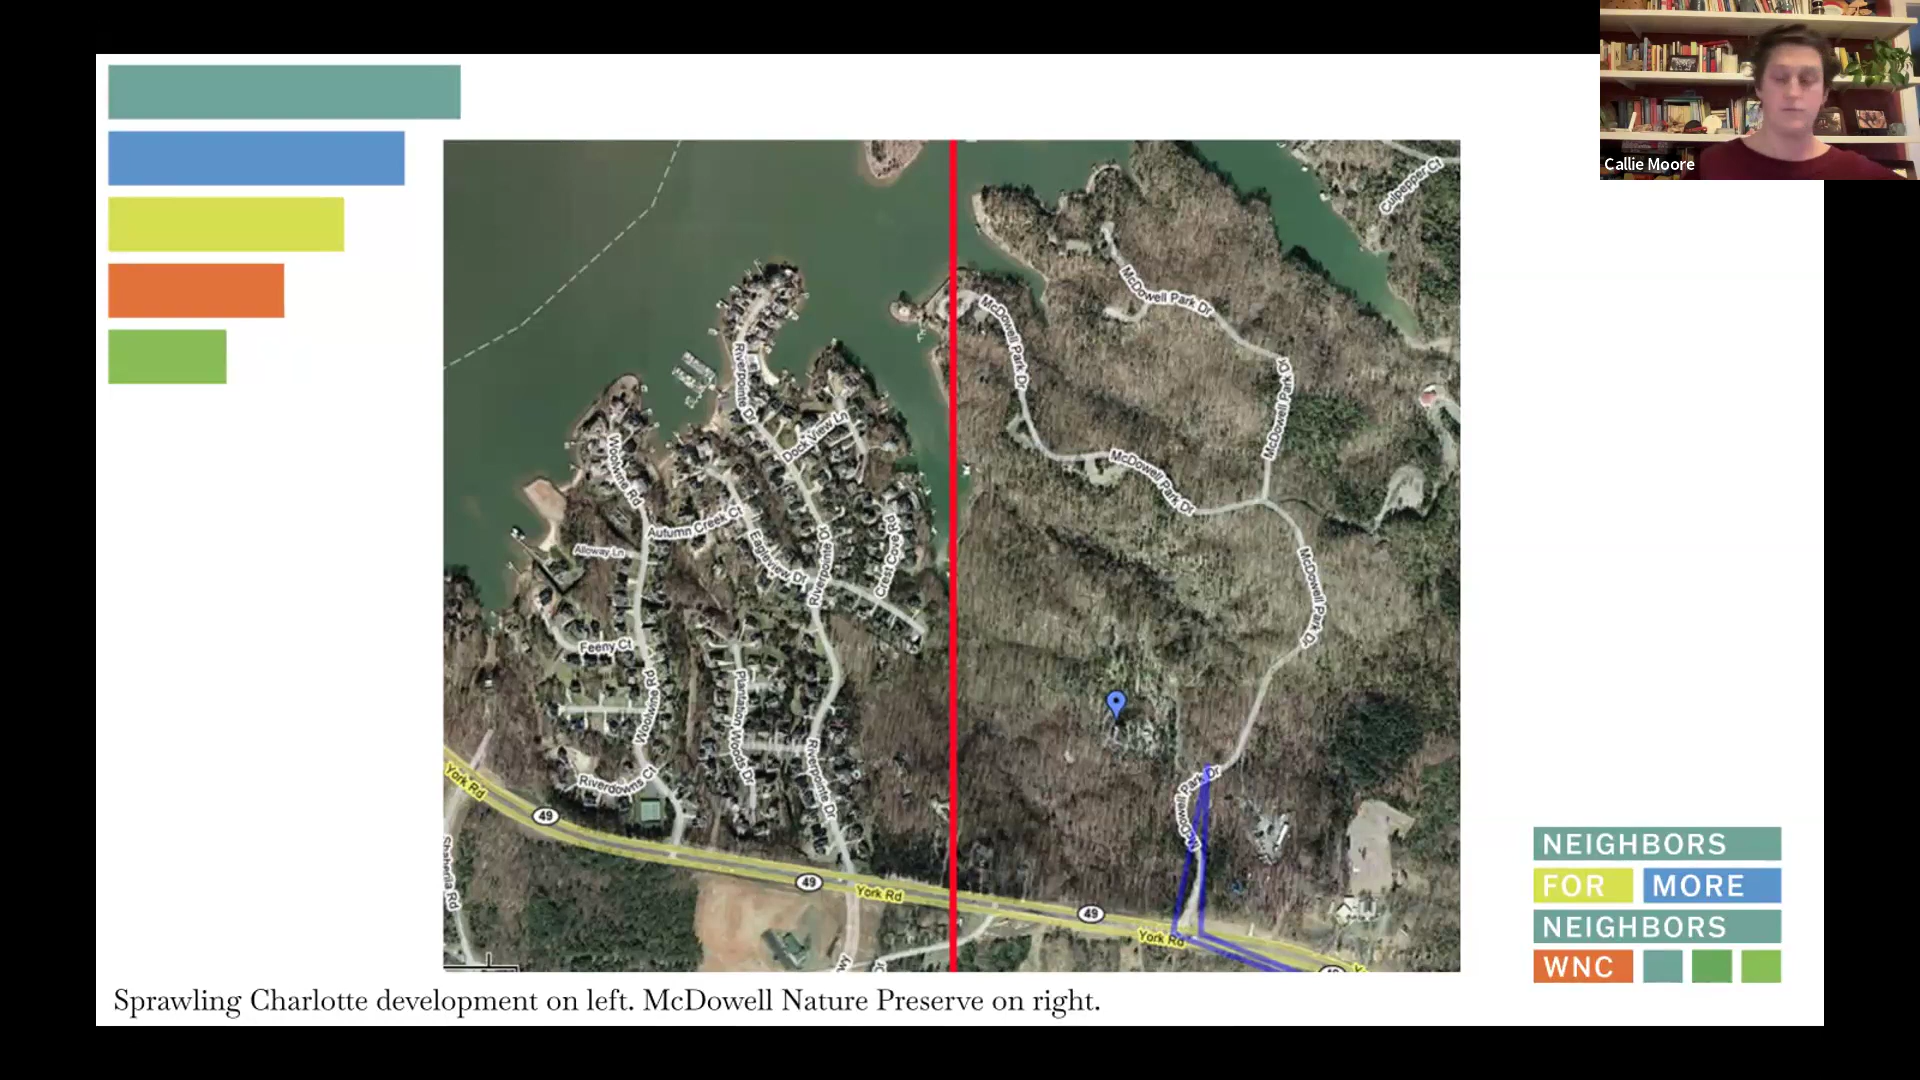 Callie Moore
Culpepper Ct
McDowell Park Dr
McDowell Park Dr
McDowell Park Dr
McDowell Park Dr
McDowell Park Dr
McDowell Park Dr
Riverpointe Dr
Dock View Ln
Woolwine Rd
Autumn Creek Ct
Alloway Ln
Eagleview Dr
Riverpointe Dr
Crest Cove Rd
Feeny Ct
Woolwine Rd
Plantation Woods Dr
Riverpointe Dr
Riverdowns Ct
York Rd
49
49
York Rd
49
York Rd
NEIGHBORS
FOR MORE
NEIGHBORS
WNC
Sprawling Charlotte development on left. McDowell Nature Preserve on right.